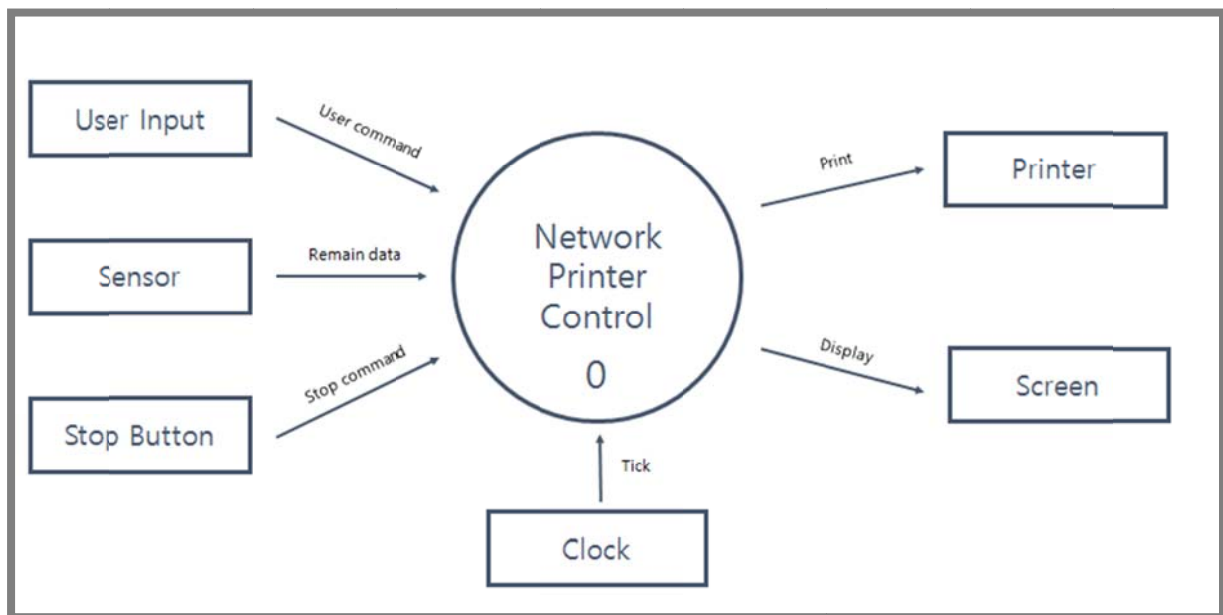 User Input
User command
Sensor
Remain data
Stop Button
Stop command
Network
Printer
Control
0
Tick
Clock
Print
Printer
Display
Screen